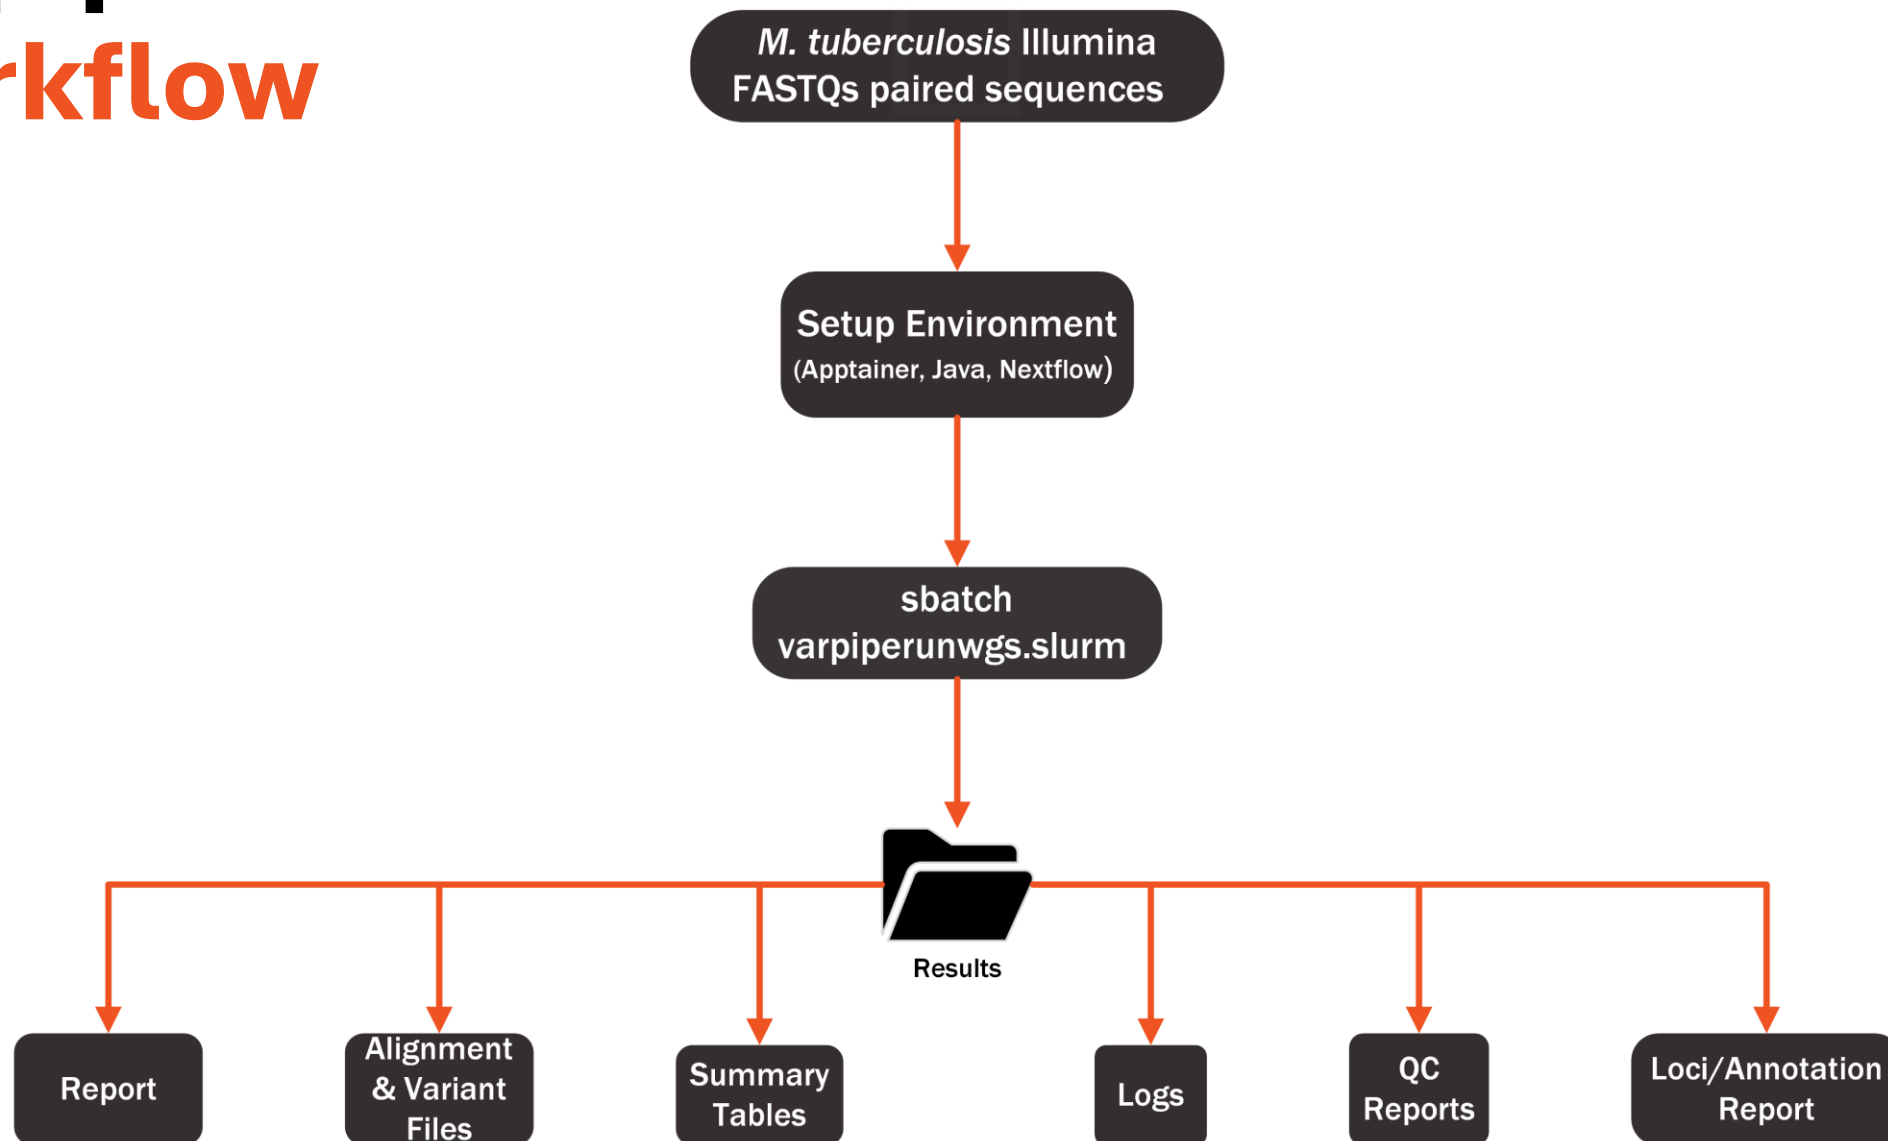 rkflow
M. tuberculosis Illumina
FASTQs paired sequences
Setup Environment
(Apptainer, Java, Nextflow)
sbatch
varpiperunwgs.slurm
Results
Report
Alignment
& Variant
Files
Summary
Tables
Logs
QC
Reports
Loci/Annotation
Report